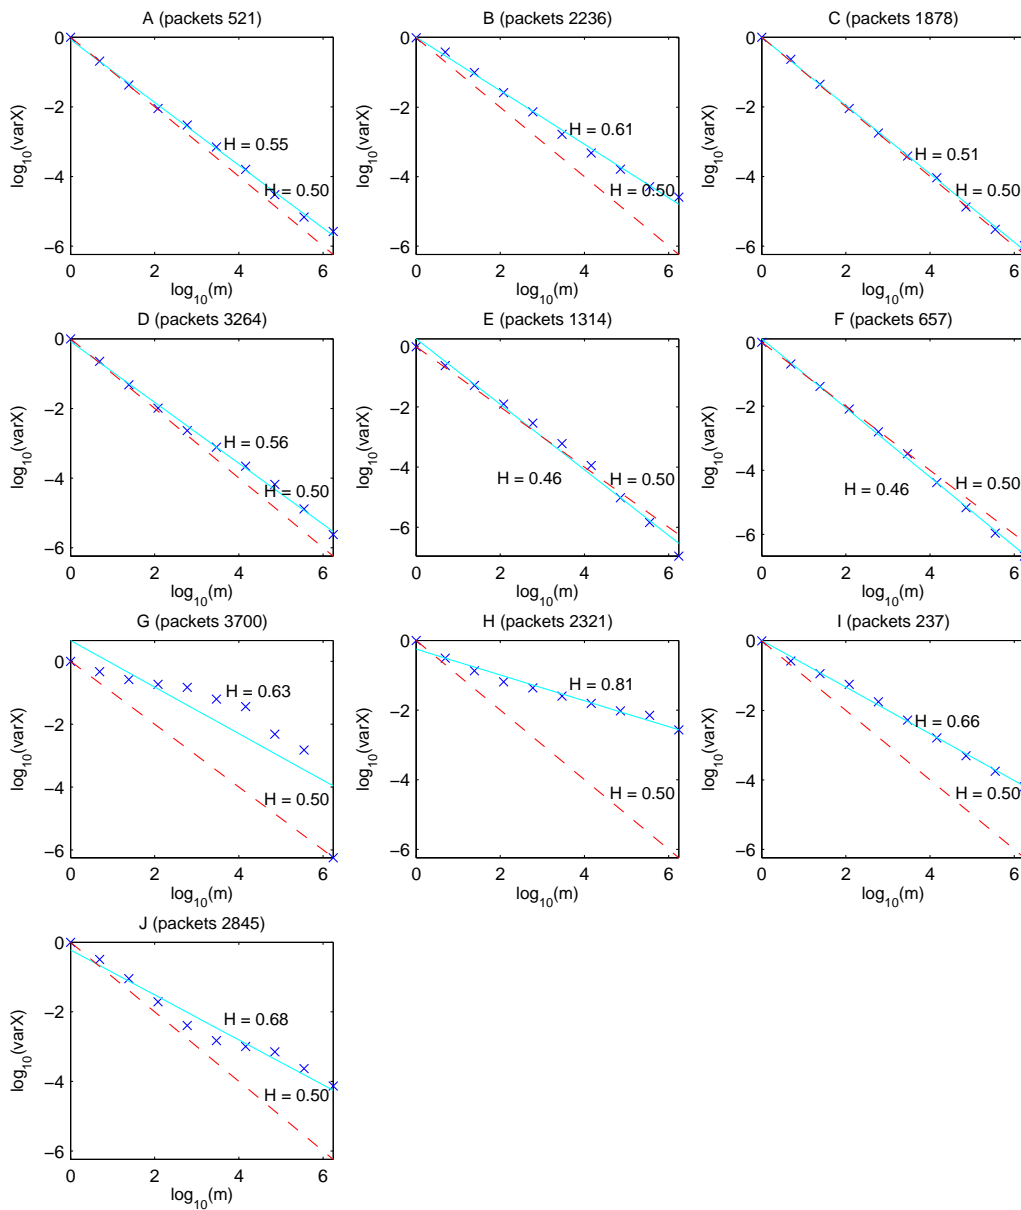 A (packets 521)
0
−2
−4
−6
log10(varX)
H = 0.55
H = 0.50
0 2 4 6
log10(m)
B (packets 2236)
0
−2
−4
−6
log10(varX)
H = 0.61
H = 0.50
0 2 4 6
log10(m)
C (packets 1878)
0
−2
−4
−6
log10(varX)
H = 0.51
H = 0.50
0 2 4 6
log10(m)
D (packets 3264)
0
−2
−4
−6
log10(varX)
H = 0.56
H = 0.50
0 2 4 6
log10(m)
E (packets 1314)
0
−2
−4
−6
log10(varX)
H = 0.46
H = 0.50
0 2 4 6
log10(m)
F (packets 657)
0
−2
−4
−6
log10(varX)
H = 0.46
H = 0.50
0 2 4 6
log10(m)
G (packets 3700)
0
−2
−4
−6
log10(varX)
H = 0.63
H = 0.50
0 2 4 6
log10(m)
H (packets 2321)
0
−2
−4
−6
log10(varX)
H = 0.81
H = 0.50
0 2 4 6
log10(m)
I (packets 237)
0
−2
−4
−6
log10(varX)
H = 0.66
H = 0.50
0 2 4 6
log10(m)
J (packets 2845)
0
−2
−4
−6
log10(varX)
H = 0.68
H = 0.50
0 2 4 6
log10(m)